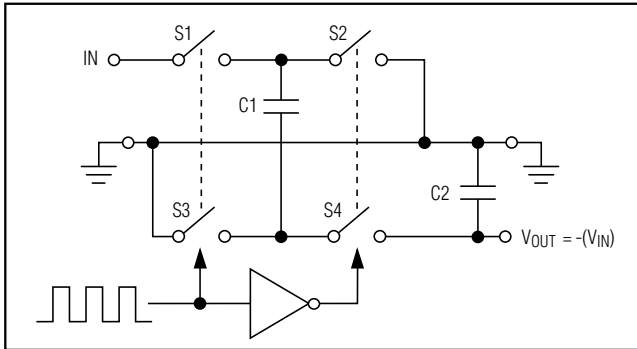 S1
S2
IN
C1
S3
S4
C2
VOUT = -(VIN)